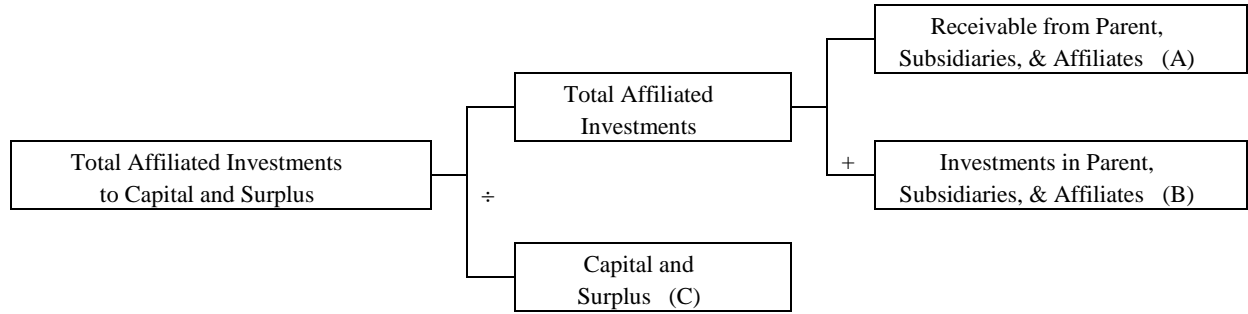 Receivable from Parent,
Subsidiaries, & Affiliates (A)
Total Affiliated
Investments
Total Affiliated Investments
to Capital and Surplus
+
Investments in Parent,
Subsidiaries, & Affiliates (B)
÷
Capital and
Surplus (C)